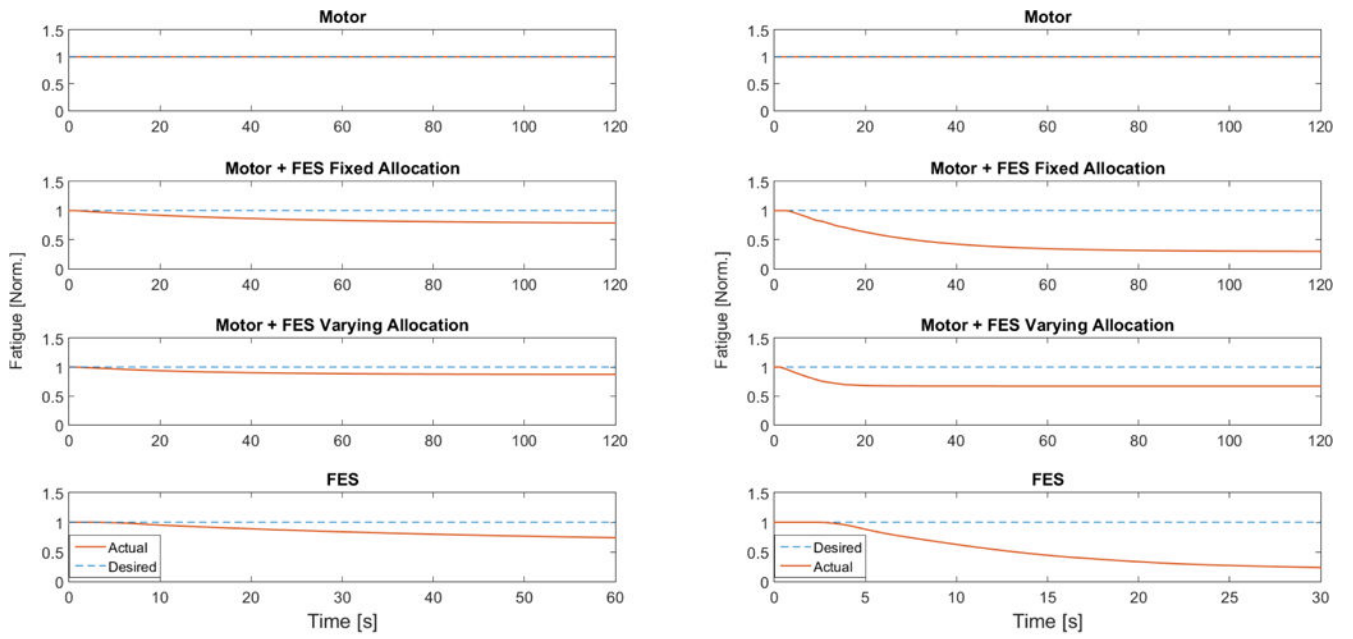 Motor
1.5
1
0.5
0
0 20 40 60 80 100 120
Motor + FES Fixed Allocation
1.5
1
0.5
0
0 20 40 60 80 100 120
Fatigue [Norm.]
Motor + FES Varying Allocation
1.5
1
0.5
0
0 20 40 60 80 100 120
FES
1.5
1
0.5
0
Actual
Desired
0 10 20 30 40 50 60
Time [s]
Motor
1.5
1
0.5
0
0 20 40 60 80 100 120
Motor + FES Fixed Allocation
1.5
1
0.5
0
0 20 40 60 80 100 120
Fatigue [Norm.]
Motor + FES Varying Allocation
1.5
1
0.5
0
0 20 40 60 80 100 120
FES
1.5
1
0.5
0
Desired
Actual
0 5 10 15 20 25 30
Time [s]